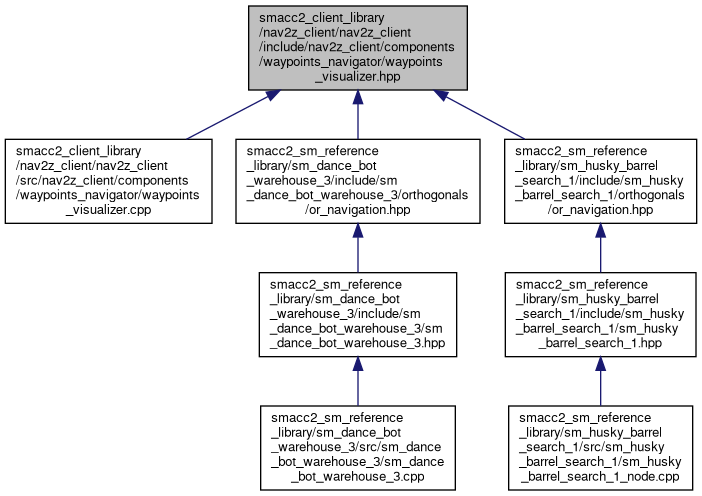 smacc2_client_library
/nav2z_client/nav2z_client
/include/nav2z_client/components
/waypoints_navigator/waypoints
_visualizer.hpp
smacc2_client_library
/nav2z_client/nav2z_client
/src/nav2z_client/components
/waypoints_navigator/waypoints
_visualizer.cpp
smacc2_sm_reference
_library/sm_dance_bot
_warehouse_3/include/sm
_dance_bot_warehouse_3/orthogonals
/or_navigation.hpp
smacc2_sm_reference
_library/sm_husky_barrel
_search_1/include/sm_husky
_barrel_search_1/orthogonals
/or_navigation.hpp
smacc2_sm_reference
_library/sm_dance_bot
_warehouse_3/include/sm
_dance_bot_warehouse_3/sm
_dance_bot_warehouse_3.hpp
smacc2_sm_reference
_library/sm_husky_barrel
_search_1/include/sm_husky
_barrel_search_1/sm_husky
_barrel_search_1.hpp
smacc2_sm_reference
_library/sm_dance_bot
_warehouse_3/src/sm_dance
_bot_warehouse_3/sm_dance
_bot_warehouse_3.cpp
smacc2_sm_reference
_library/sm_husky_barrel
_search_1/src/sm_husky
_barrel_search_1/sm_husky
_barrel_search_1_node.cpp